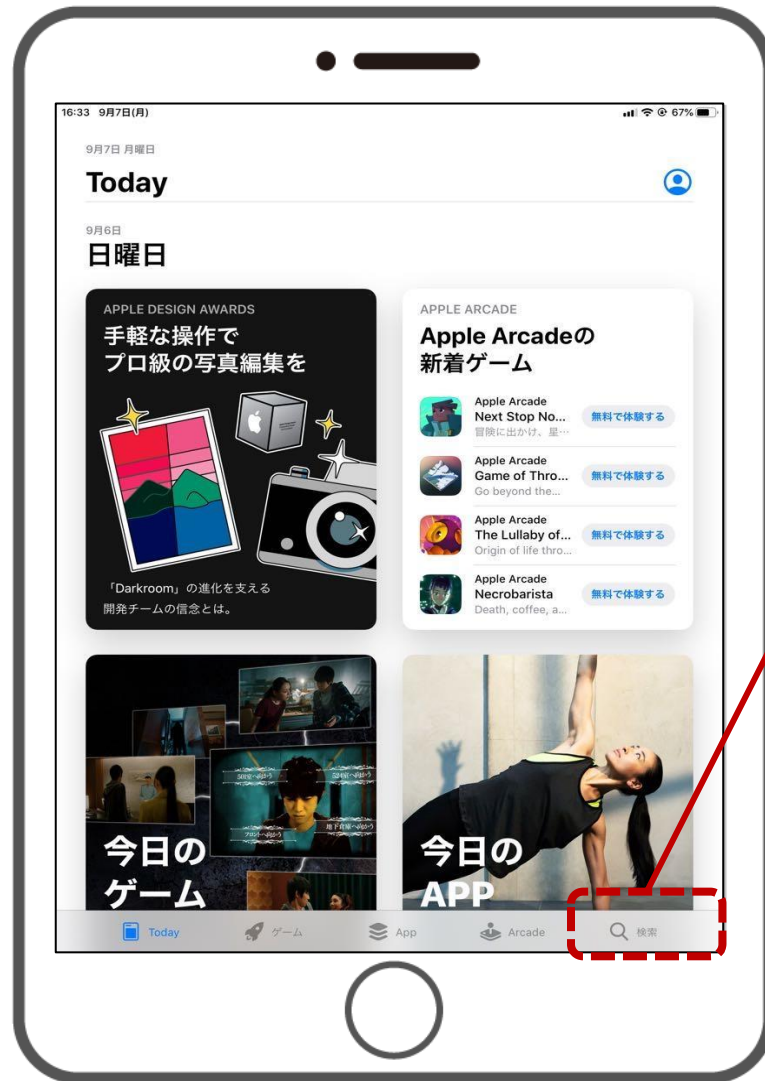 16:33 9月7日(月)
67%
9月7日 月曜日
Today
9月6日
日曜日
APPLE DESIGN AWARDS
手軽な操作で
プロ級の写真編集を
「Darkroom」の進化を支える
開発チームの信念とは。
APPLE ARCADE
Apple Arcadeの
新着ゲーム
Apple Arcade
Next Stop No...
無料で体験する
冒険に出かけ。星…
Apple Arcade
Game of Thro...
無料で体験する
Go beyond the...
Apple Arcade
The Lullaby of...
無料で体験する
Origin of life thro...
Apple Arcade
Necrobarista
無料で体験する
Death, coffee, a...
今日の
ゲーム
今日の
APP
Today
ゲーム
App
Arcade
検索